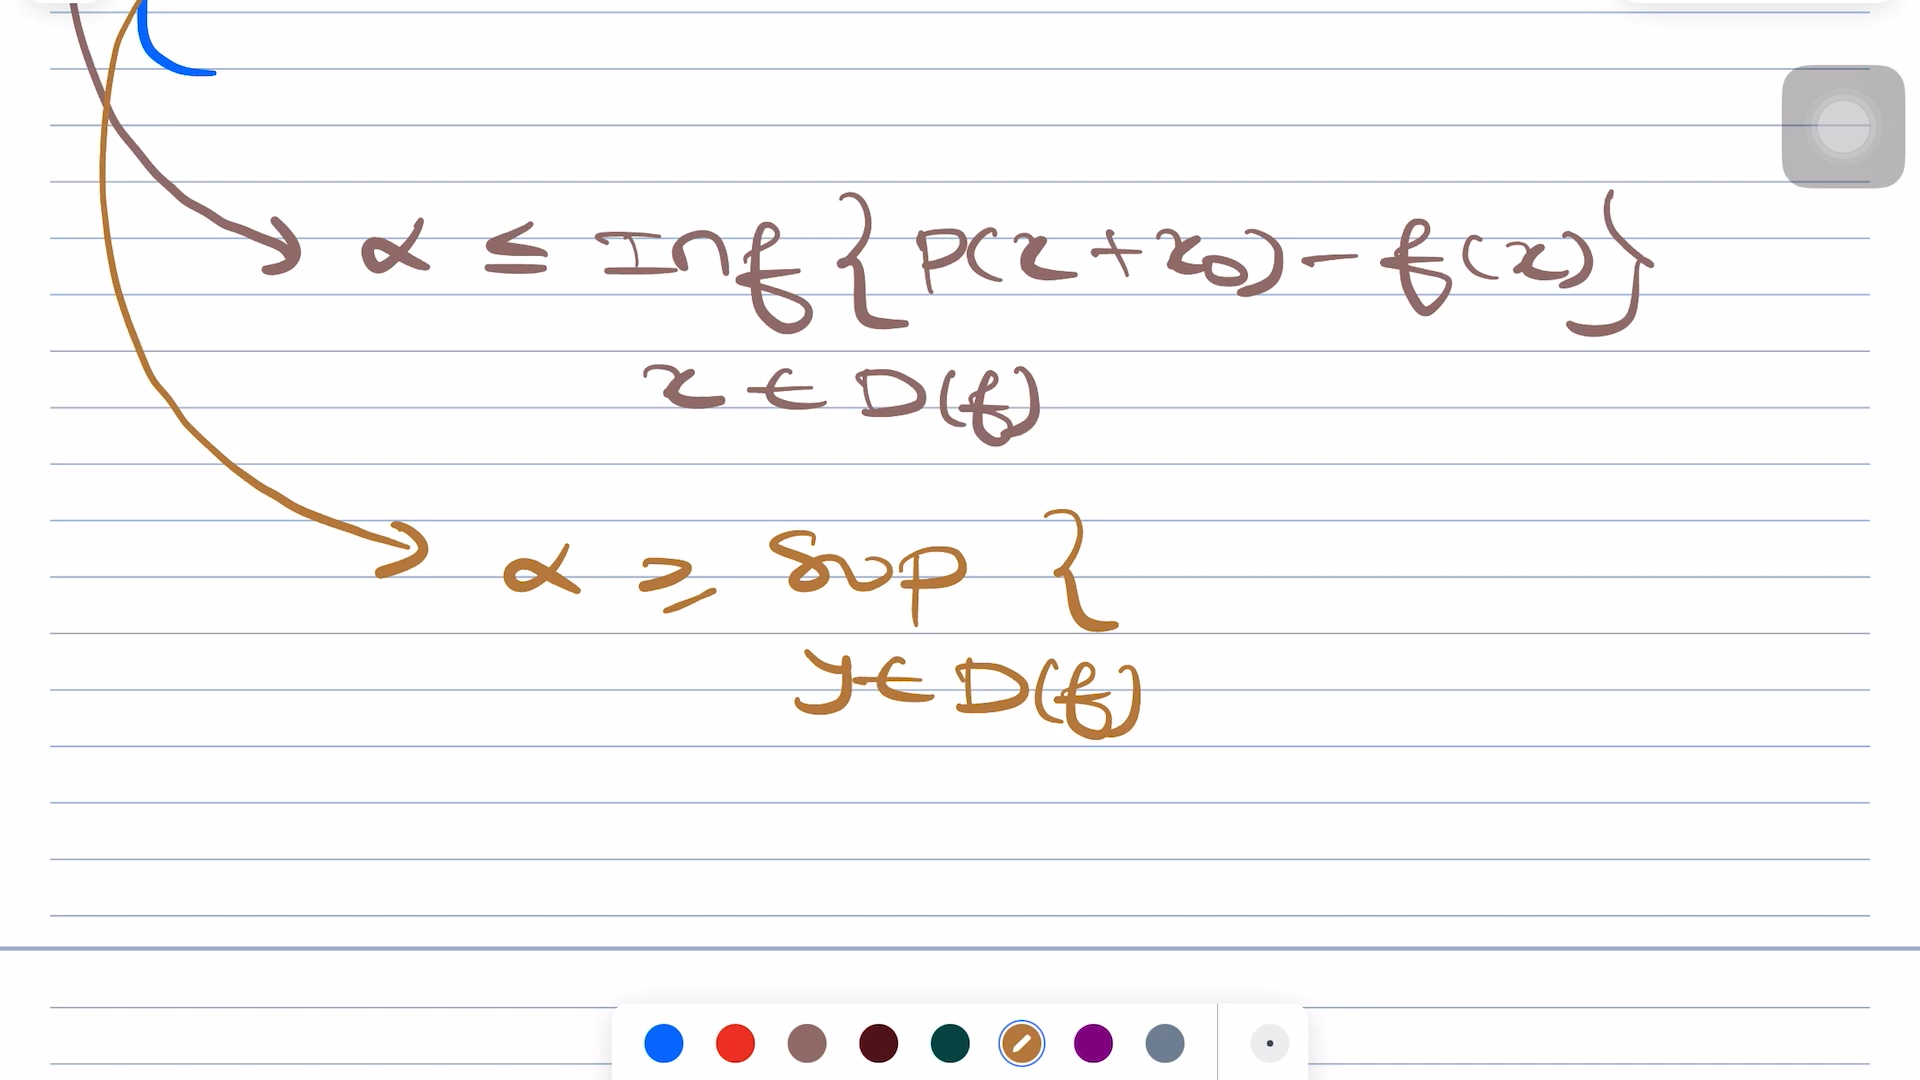 α ≤ Inf { P(x + x₀) - f(x) }
x ∈ D(f)
α ≥ Sup {
y ∈ D(f)